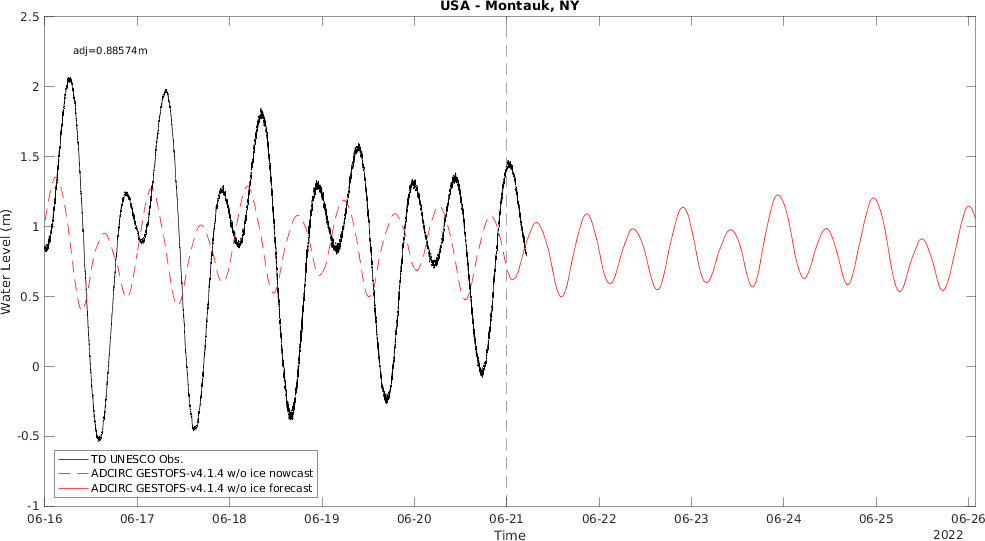 USA - Montauk, NY
adj=0.88574m
2.5
2
1.5
1
0.5
0
-0.5
-1
Water Level (m)
TD UNESCO Obs.
ADCIRC GESTOFS-v4.1.4 w/o ice nowcast
ADCIRC GESTOFS-v4.1.4 w/o ice forecast
06-16 06-17 06-18 06-19 06-20 06-21 06-22 06-23 06-24 06-25 06-26
Time
2022